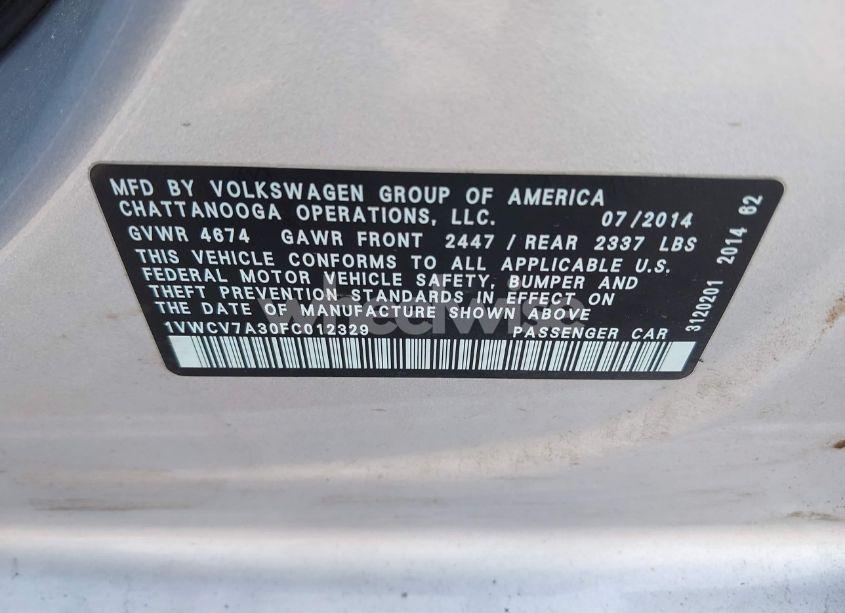 MFD BY VOLKSWAGEN GROUP OF AMERICA
CHATTANOOGA OPERATIONS, LLC. 07/2014
GVWR 4674 GAWR FRONT 2447 / REAR 2337 LBS
THIS VEHICLE CONFORMS TO ALL APPLICABLE U.S.
FEDERAL MOTOR VEHICLE SAFETY, BUMPER AND
THEFT PREVENTION STANDARDS IN EFFECT ON
THE DATE OF MANUFACTURE SHOWN ABOVE
1VWCV7A30FC012329 PASSENGER CAR
3120201 2014 62